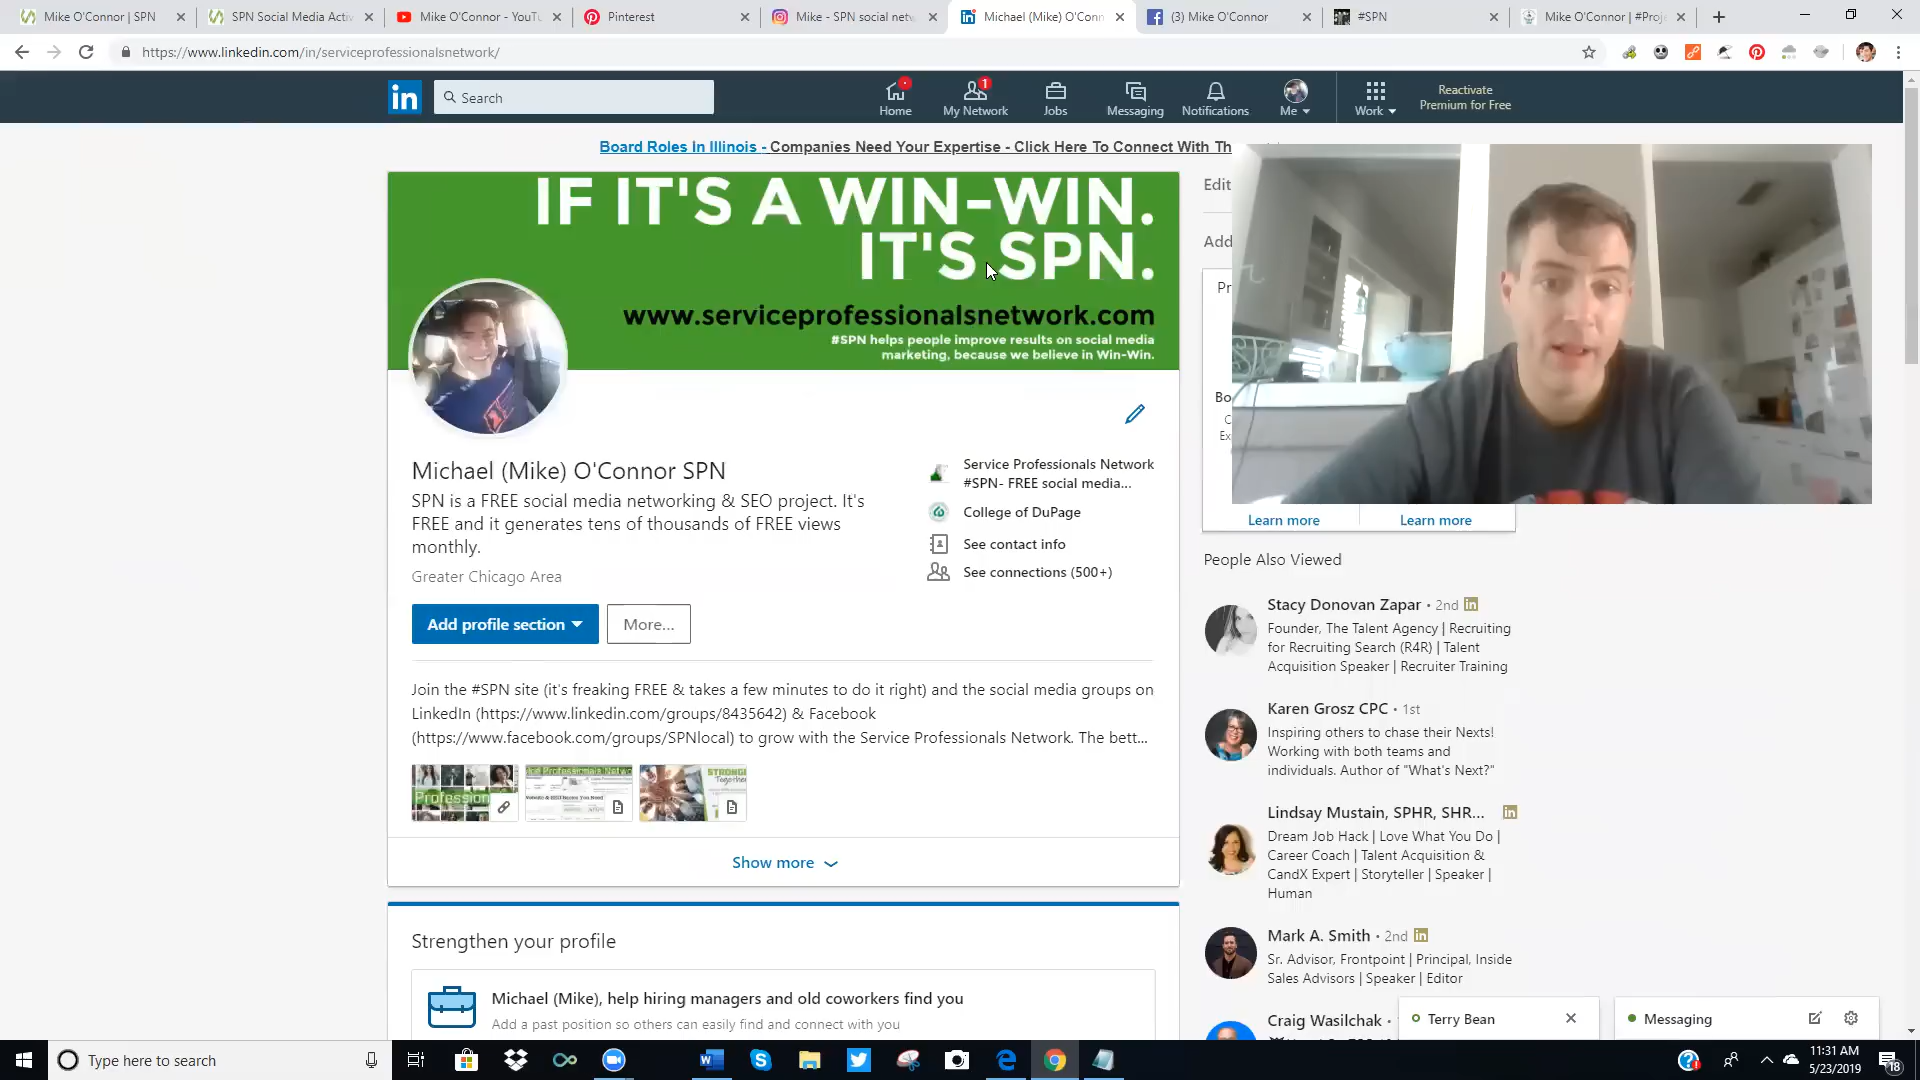 Mike O'Connor | SPN
SPN Social Media Activ
Mike O'Connor - YouTu
Pinterest
Mike - SPN social netw
Michael (Mike) O'Conn
(3) Mike O'Connor
#SPN
Mike O'Connor | #Proj
https://www.linkedin.com/in/serviceprofessionalsnetwork/
in
Search
Home
1
My Network
Jobs
Messaging
Notifications
Me
Work
Reactivate
Premium for Free
Board Roles In Illinois - Companies Need Your Expertise - Click Here To Connect With Th
IF IT'S A WIN-WIN.
IT'S SPN.
www.serviceprofessionalsnetwork.com
#SPN helps people improve results on social media
marketing, because we believe in Win-Win.
Edit
Add
Pr
Bo
C
Ex
Learn more
Learn more
Michael (Mike) O'Connor SPN
SPN is a FREE social media networking & SEO project. It's
FREE and it generates tens of thousands of FREE views
monthly.
Greater Chicago Area
Service Professionals Network
#SPN- FREE social media...
College of DuPage
See contact info
See connections (500+)
Add profile section
More...
Join the #SPN site (it's freaking FREE & takes a few minutes to do it right) and the social media groups on
LinkedIn (https://www.linkedin.com/groups/8435642) & Facebook
(https://www.facebook.com/groups/SPNlocal) to grow with the Service Professionals Network. The bett...
Profession
STRONG
Together
Show more
Strengthen your profile
Michael (Mike), help hiring managers and old coworkers find you
Add a past position so others can easily find and connect with you
People Also Viewed
Stacy Donovan Zapar • 2nd in
Founder, The Talent Agency | Recruiting
for Recruiting Search (R4R) | Talent
Acquisition Speaker | Recruiter Training
Karen Grosz CPC • 1st
Inspiring others to chase their Nexts!
Working with both teams and
individuals. Author of "What's Next?"
Lindsay Mustain, SPHR, SHR... in
Dream Job Hack | Love What You Do |
Career Coach | Talent Acquisition &
CandX Expert | Storyteller | Speaker |
Human
Mark A. Smith • 2nd in
Sr. Advisor, Frontpoint | Principal, Inside
Sales Advisors | Speaker | Editor
Craig Wasilchak •
Terry Bean
Messaging
Type here to search
11:31 AM
5/23/2019
18